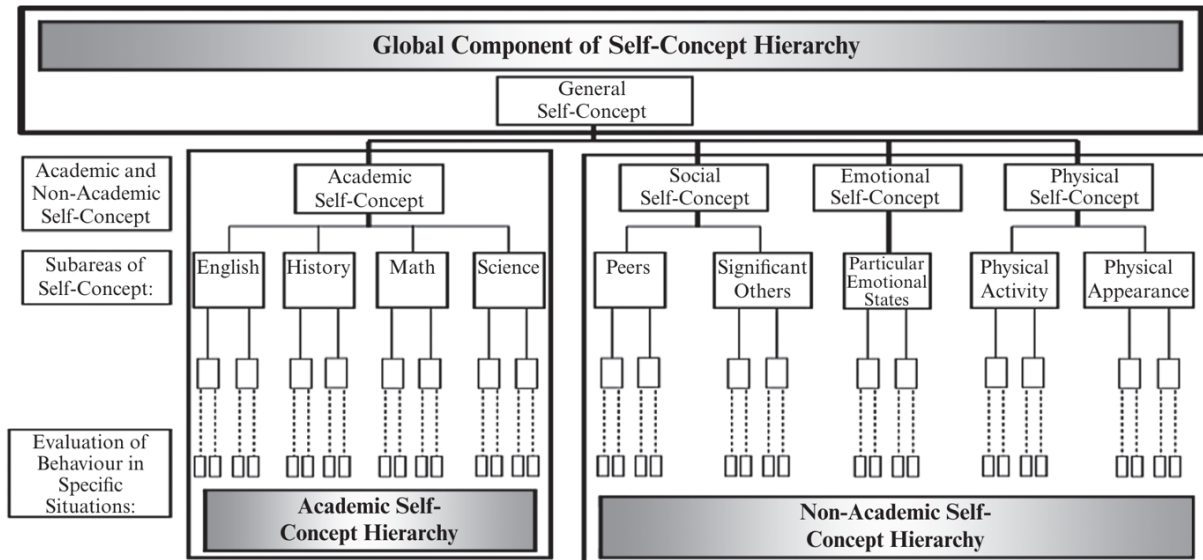 Global Component of Self-Concept Hierarchy
General
Self-Concept
Academic and
Non-Academic
Self-Concept
Academic
Self-Concept
Social
Self-Concept
Emotional
Self-Concept
Physical
Self-Concept
Subareas of
Self-Concept:
English
History
Math
Science
Peers
Significant
Others
Particular
Emotional
States
Physical
Activity
Physical
Appearance
Evaluation of
Behaviour in
Specific
Situations:
Academic Self-
Concept Hierarchy
Non-Academic Self-
Concept Hierarchy